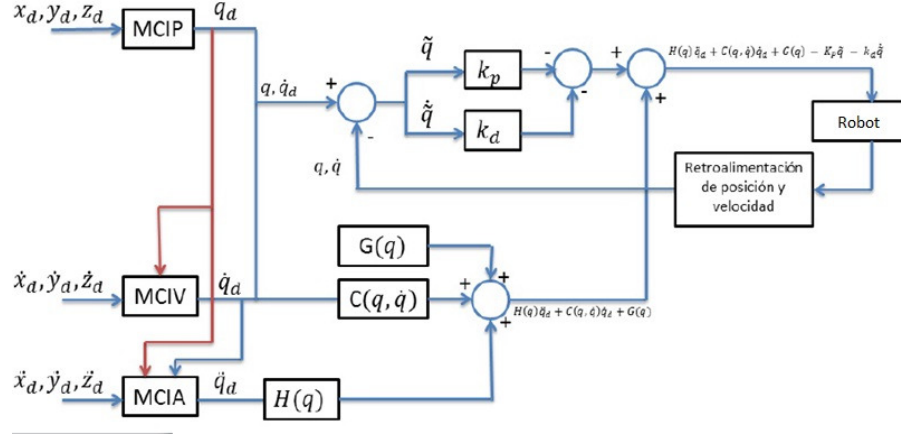 x_d, y_d, z_d
MCIP
q_d
q, q̇_d
+
-
q̃
k_p
-
-
+
+
H(q)q̈_d + C(q, q̇)q̇_d + G(q) − K_p q̃ − k_d q̃̇
q̃̇
k_d
Robot
q, q̇
Retroalimentación
de posición y
velocidad
G(q)
ẋ_d, ẏ_d, ż_d
MCIV
q̇_d
C(q, q̇)
+
+
+
H(q)q̈_d + C(q, q̇)q̇_d + G(q)
ẍ_d, ÿ_d, z̈_d
MCIA
q̈_d
H(q)